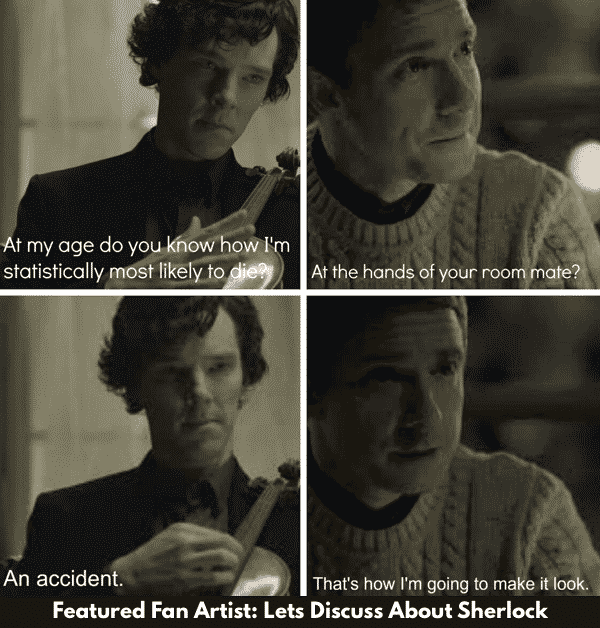 At my age do you know how I'm
statistically most likely to die?
At the hands of your room mate?
An accident.
That's how I'm going to make it look.
Featured Fan Artist: Lets Discuss About Sherlock